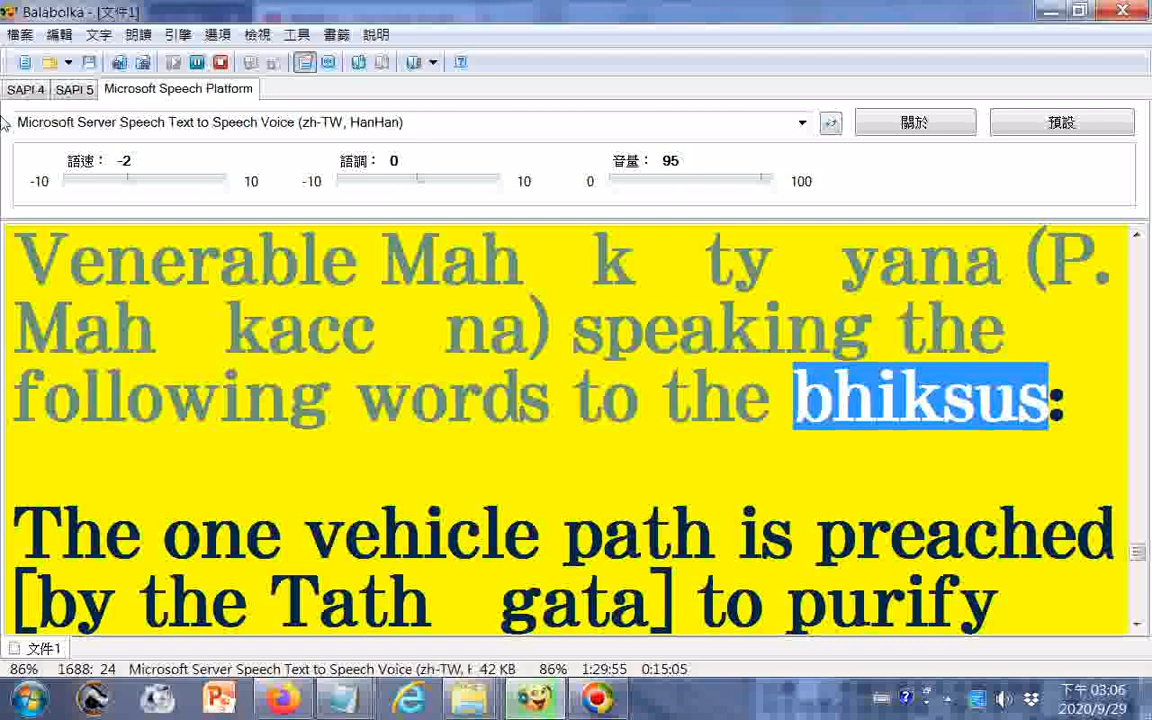 Balabolka - [文件1]
檔案 編輯 文字 朗讀 引擎 選項 檢視 工具 書籤 說明
SAPI 4 SAPI 5 Microsoft Speech Platform
Microsoft Server Speech Text to Speech Voice (zh-TW, HanHan) 關於 預設
語速： -2 語調： 0 音量： 95
-10 10 -10 10 0 100
Venerable Mah k ty yana (P.
Mah kacc na) speaking the
following words to the bhiksus:
The one vehicle path is preached
[by the Tath gata] to purify
文件1
86% 1688: 24 Microsoft Server Speech Text to Speech Voice (zh-TW, 42 KB 86% 1:29:55 0:15:05
下午 03:06
2020/9/29